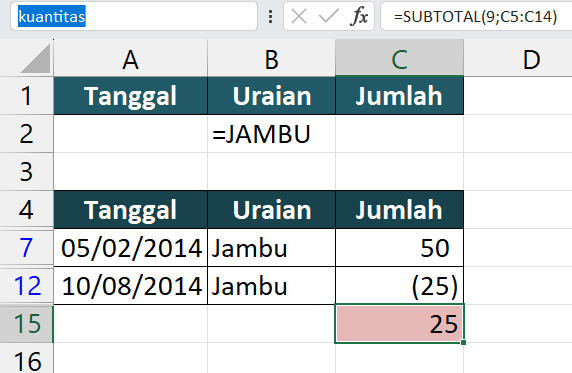 kuantitas fx =SUBTOTAL(9;C5:C14)
A B C D
1 Tanggal Uraian Jumlah
2 =JAMBU
3
4 Tanggal Uraian Jumlah
7 05/02/2014 Jambu 50
12 10/08/2014 Jambu (25)
15 25
16